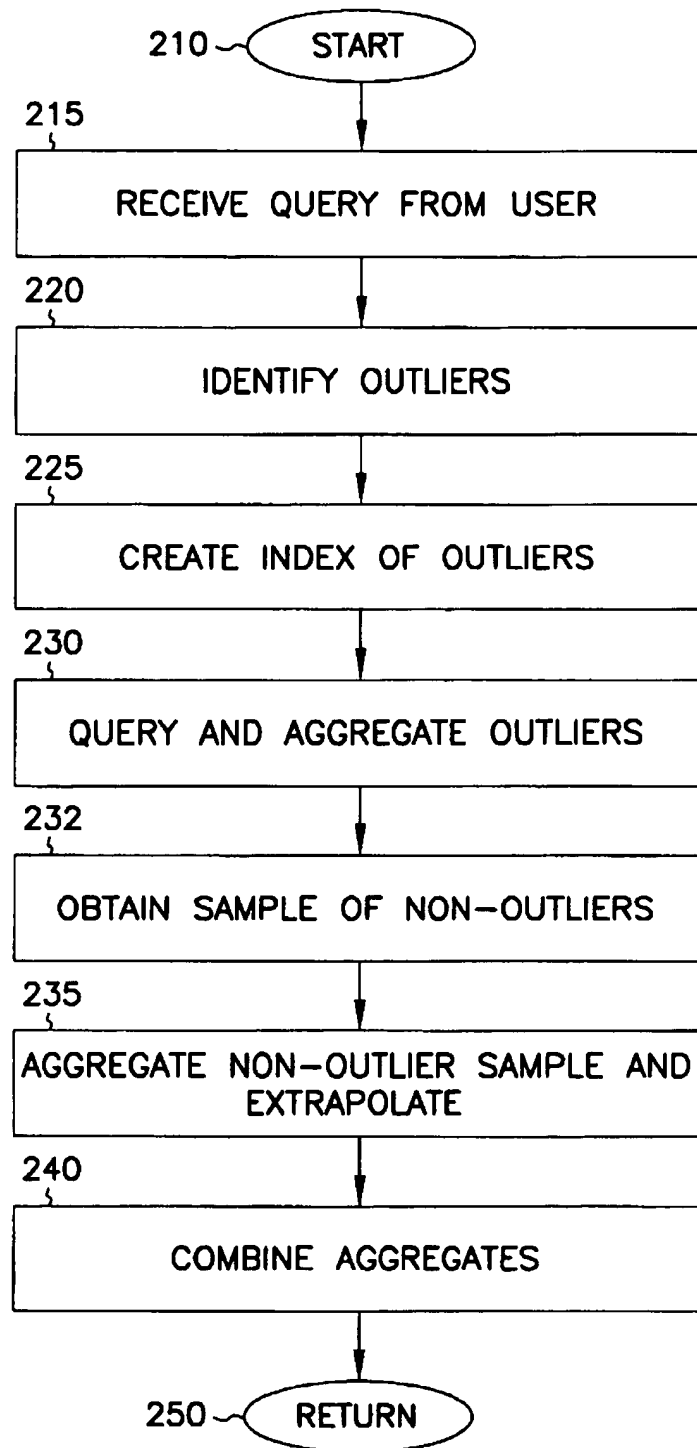 210 START
215
RECEIVE QUERY FROM USER
220
IDENTIFY OUTLIERS
225
CREATE INDEX OF OUTLIERS
230
QUERY AND AGGREGATE OUTLIERS
232
OBTAIN SAMPLE OF NON-OUTLIERS
235
AGGREGATE NON-OUTLIER SAMPLE AND
EXTRAPOLATE
240
COMBINE AGGREGATES
250 RETURN